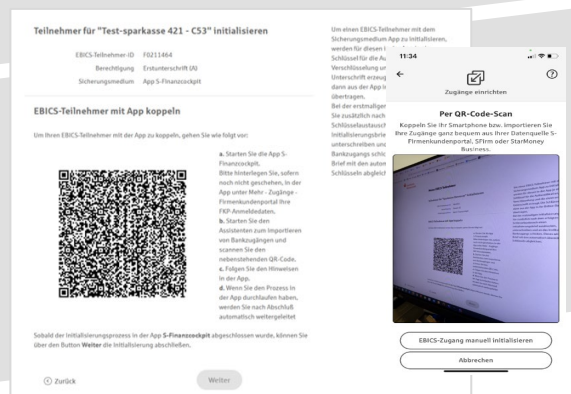 Teilnehmer für "Test-sparkasse 421 - C53" initialisieren
EBICS-Teilnehmer-ID F0211464
Berechtigung Erstunterschrift (A)
Sicherungsmedium App S-Finanzcockpit
EBICS-Teilnehmer mit App koppeln
Um Ihren EBICS-Teilnehmer mit der App zu koppeln, gehen Sie wie folgt vor:
a. Starten Sie die App S-
Finanzcockpit.
Bitte hinterlegen Sie, sofern
noch nicht geschehen, in der
App unter Mehr - Zugänge -
Firmenkundenportal Ihre
FKP-Anmeldedaten.
b. Starten Sie den
Assistenten zum Importieren
von Bankzugängen und
scannen Sie den
nebenstehenden QR-Code.
c. Folgen Sie den Hinweisen
in der App.
d. Wenn Sie den Prozess in
der App durchlaufen haben,
werden Sie nach Abschluß
automatisch weitergeleitet
Sobald der Initialisierungsprozess in der App S-Finanzcockpit abgeschlossen wurde, können Sie
über den Button Weiter die Initialisierung abschließen.
Zurück
Weiter
Um einen EBICS-Teilnehmer mit dem
Sicherungsmedium App zu initialisieren,
werden für diesen
Schlüssel für die
Verschlüsselung
Unterschrift
dann aus der App
übertragen.
Bei der
Sie zusätzlich nach
Schlüsselaustausch
Initialisierungsbrie
unterschreiben und
Bankzugangs
Brief mit den
Schlüsseln
11:34
Zugänge einrichten
Per QR-Code-Scan
Koppeln Sie Ihr Smartphone bzw. importieren Sie
Ihre Zugänge ganz bequem aus Ihrer Datenquelle S-
Firmenkundenportal, SFirm oder StarMoney
Business.
EBICS-Zugang manuell initialisieren
Abbrechen